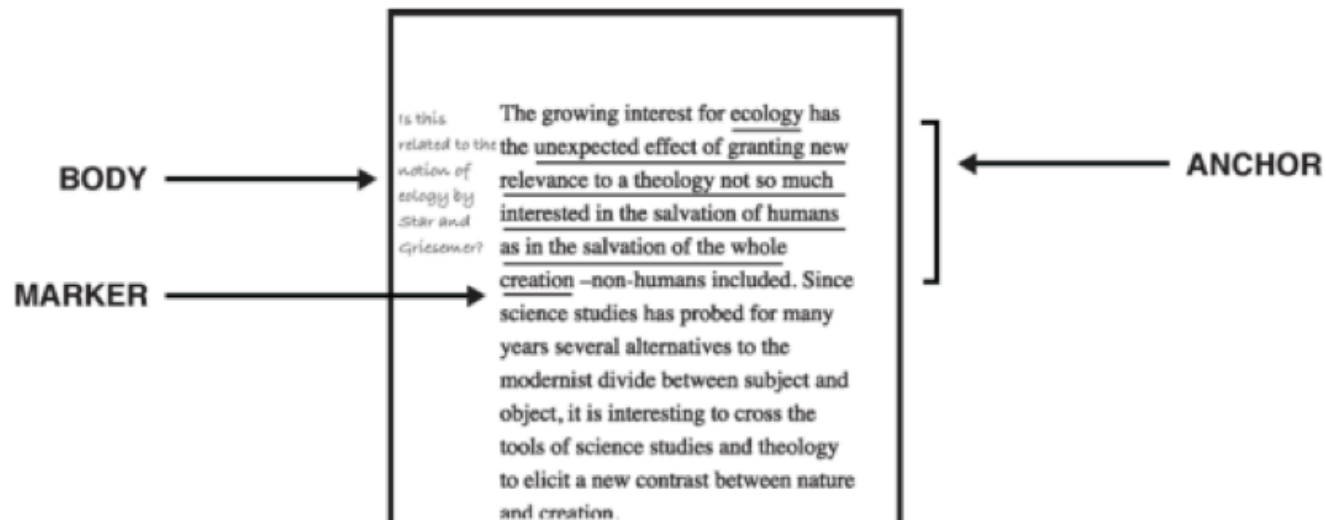 Is this
related to the
notion of
eology by
Star and
Griesemer?
BODY
MARKER
The growing interest for ecology has
the unexpected effect of granting new
relevance to a theology not so much
interested in the salvation of humans
as in the salvation of the whole
creation –non-humans included. Since
science studies has probed for many
years several alternatives to the
modernist divide between subject and
object, it is interesting to cross the
tools of science studies and theology
to elicit a new contrast between nature
and creation.
ANCHOR